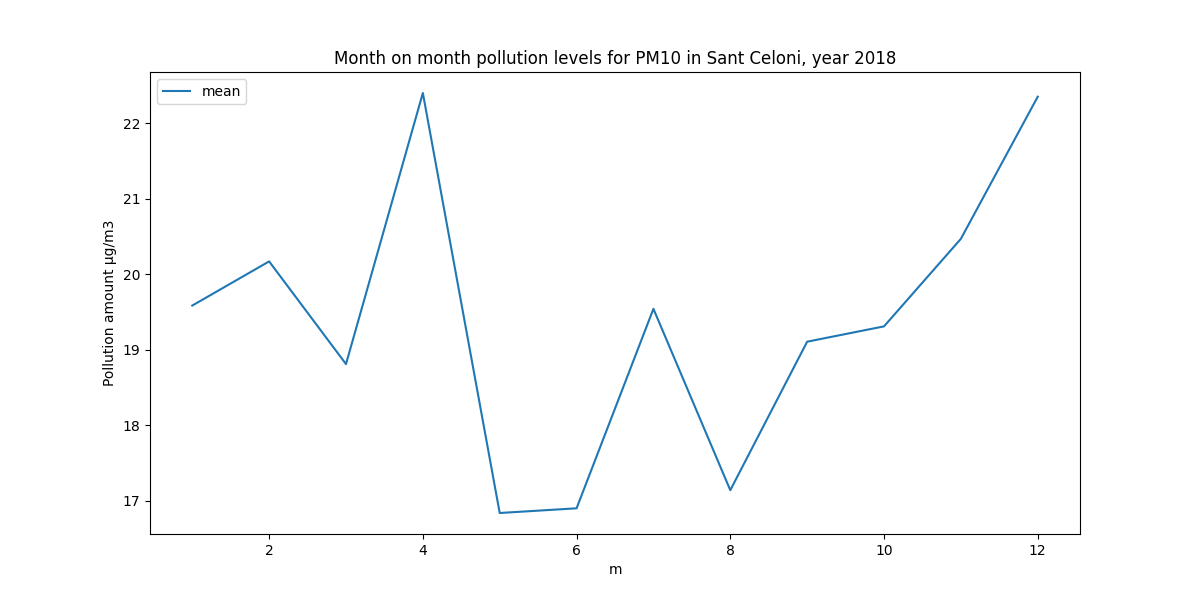 Month on month pollution levels for PM10 in Sant Celoni, year 2018
mean
Pollution amount µg/m3
22
21
20
19
18
17
2 4 6 8 10 12
m